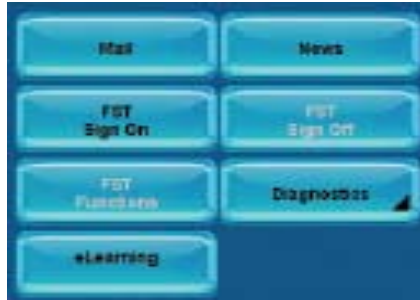 Mail
News
FST
Sign On
FST
Sign Off
FST
Functions
Diagnostics
eLearning